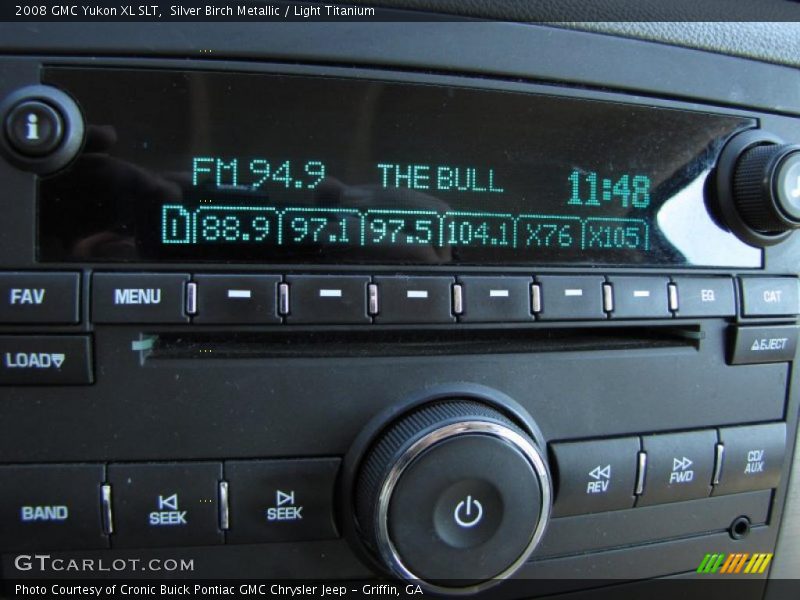 2008 GMC Yukon XL SLT,  Silver Birch Metallic / Light Titanium
i
FM 94.9 THE BULL 11:48
D 88.9 97.1 97.5 104.1 X76 X105
FAV MENU EQ CAT
LOAD EJECT
BAND SEEK SEEK REV FWD CD/
AUX
GTCARLOT.COM
Photo Courtesy of Cronic Buick Pontiac GMC Chrysler Jeep - Griffin, GA